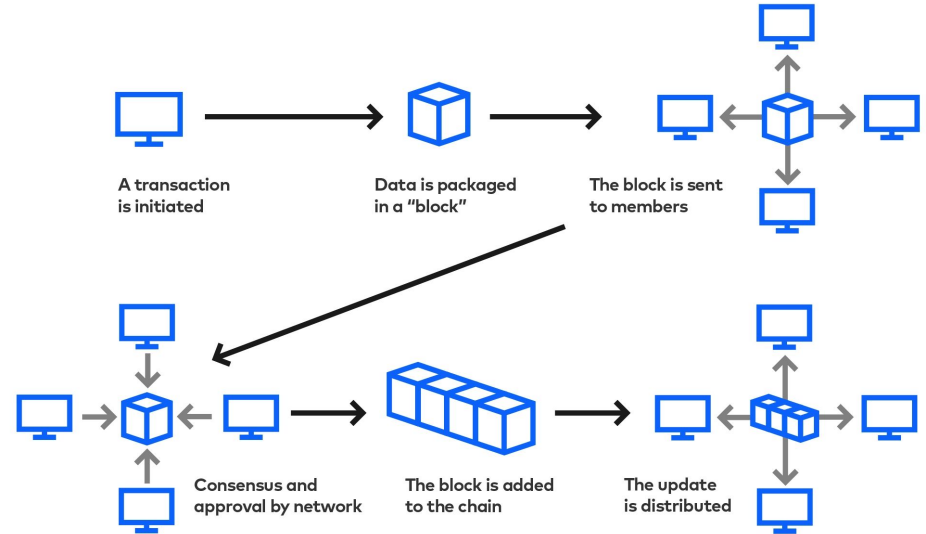 A transaction
is initiated
Data is packaged
in a “block”
The block is sent
to members
Consensus and
approval by network
The block is added
to the chain
The update
is distributed